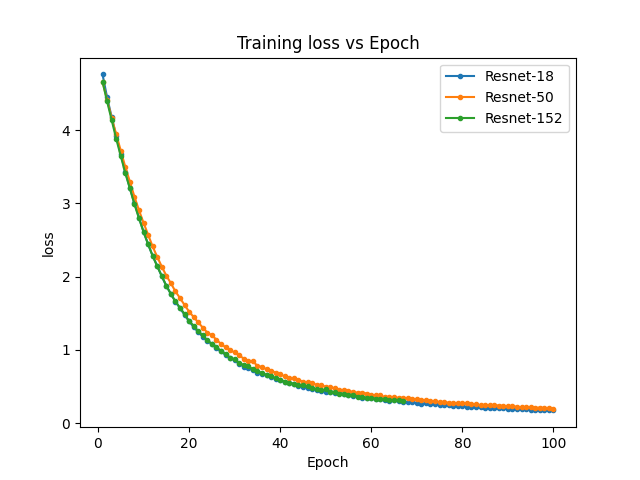 Training loss vs Epoch
Resnet-18
Resnet-50
Resnet-152
loss
4
3
2
1
0
0 20 40 60 80 100
Epoch